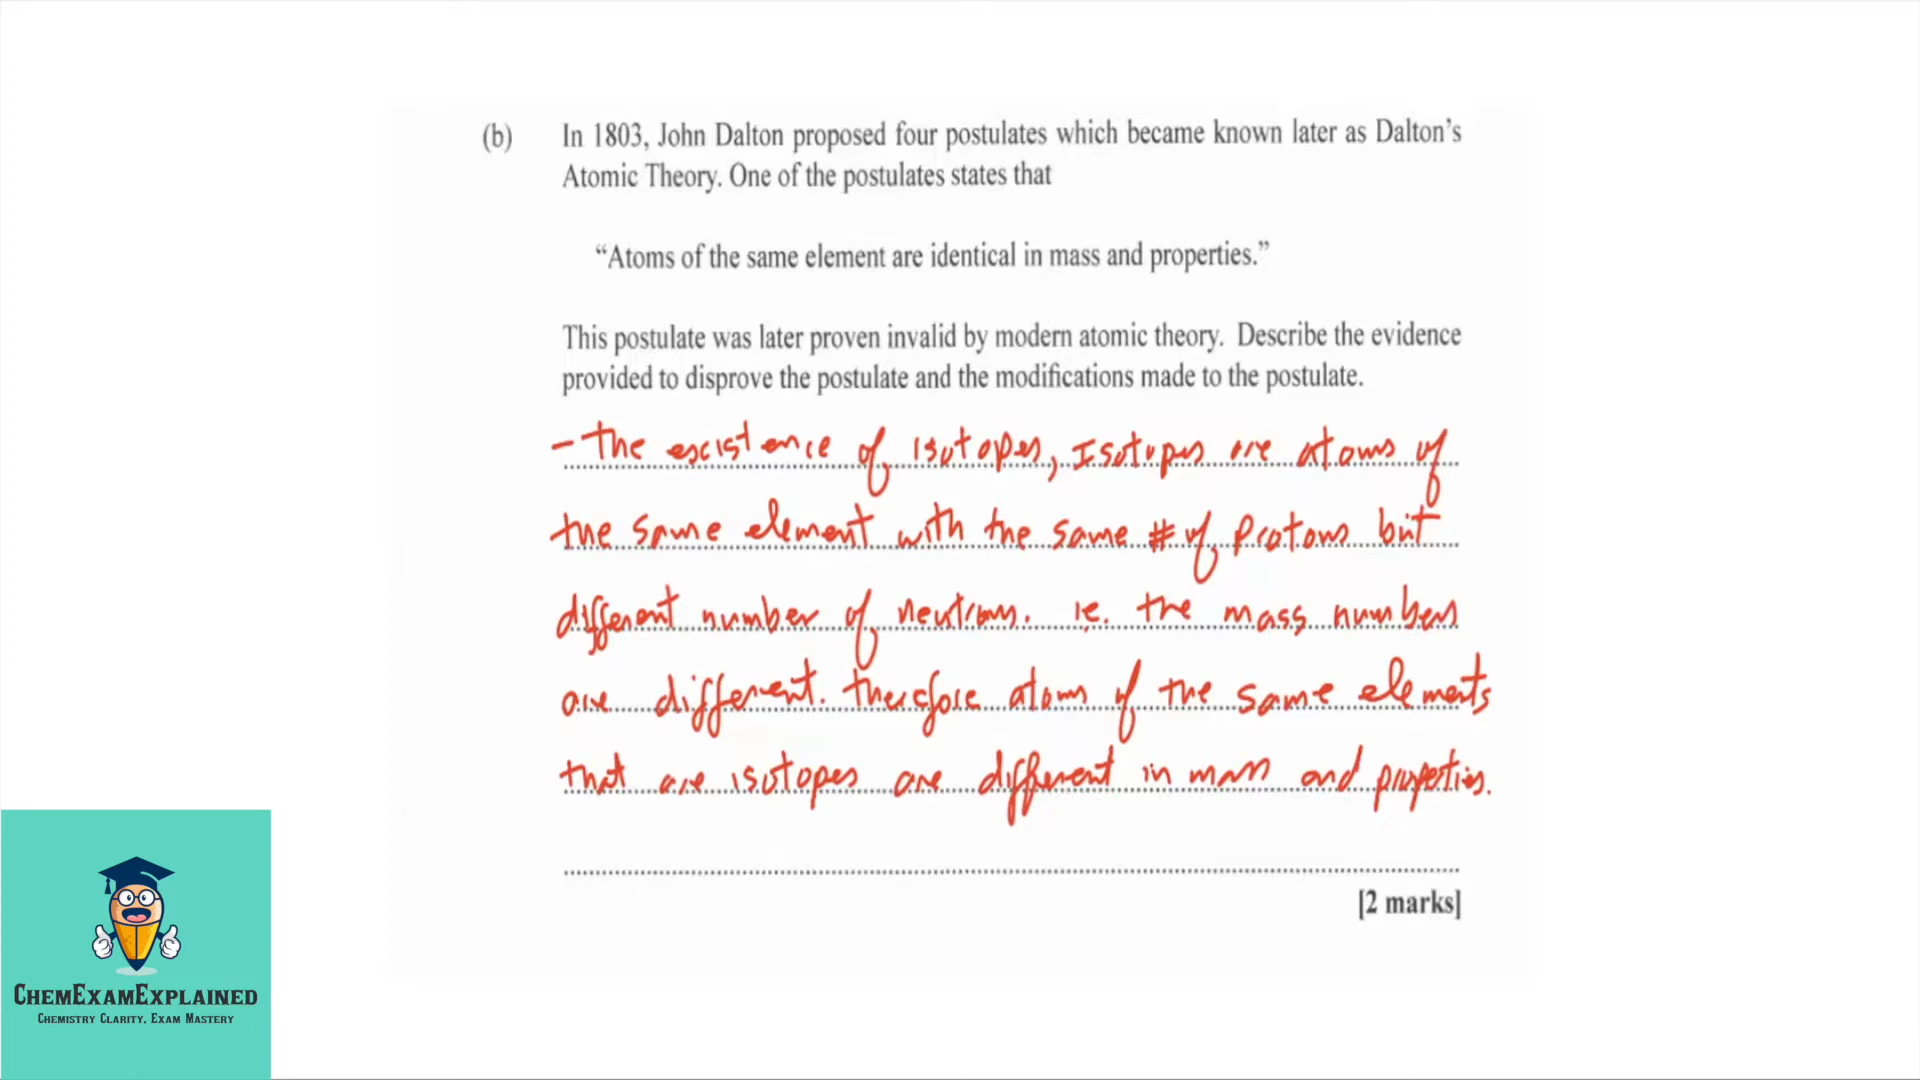 (b) In 1803, John Dalton proposed four postulates which became known later as Dalton's
Atomic Theory. One of the postulates states that
“Atoms of the same element are identical in mass and properties.”
This postulate was later proven invalid by modern atomic theory. Describe the evidence
provided to disprove the postulate and the modifications made to the postulate.
- The excistence of isotopes, Isotopes are atoms of
the same element with the same # of protons but
different number of neutrons. ie. the mass numbers
are different. Therefore atoms of the same elements
that are isotopes are different in mass and properties.
[2 marks]
ChemExamExplained
Chemistry Clarity, Exam Mastery